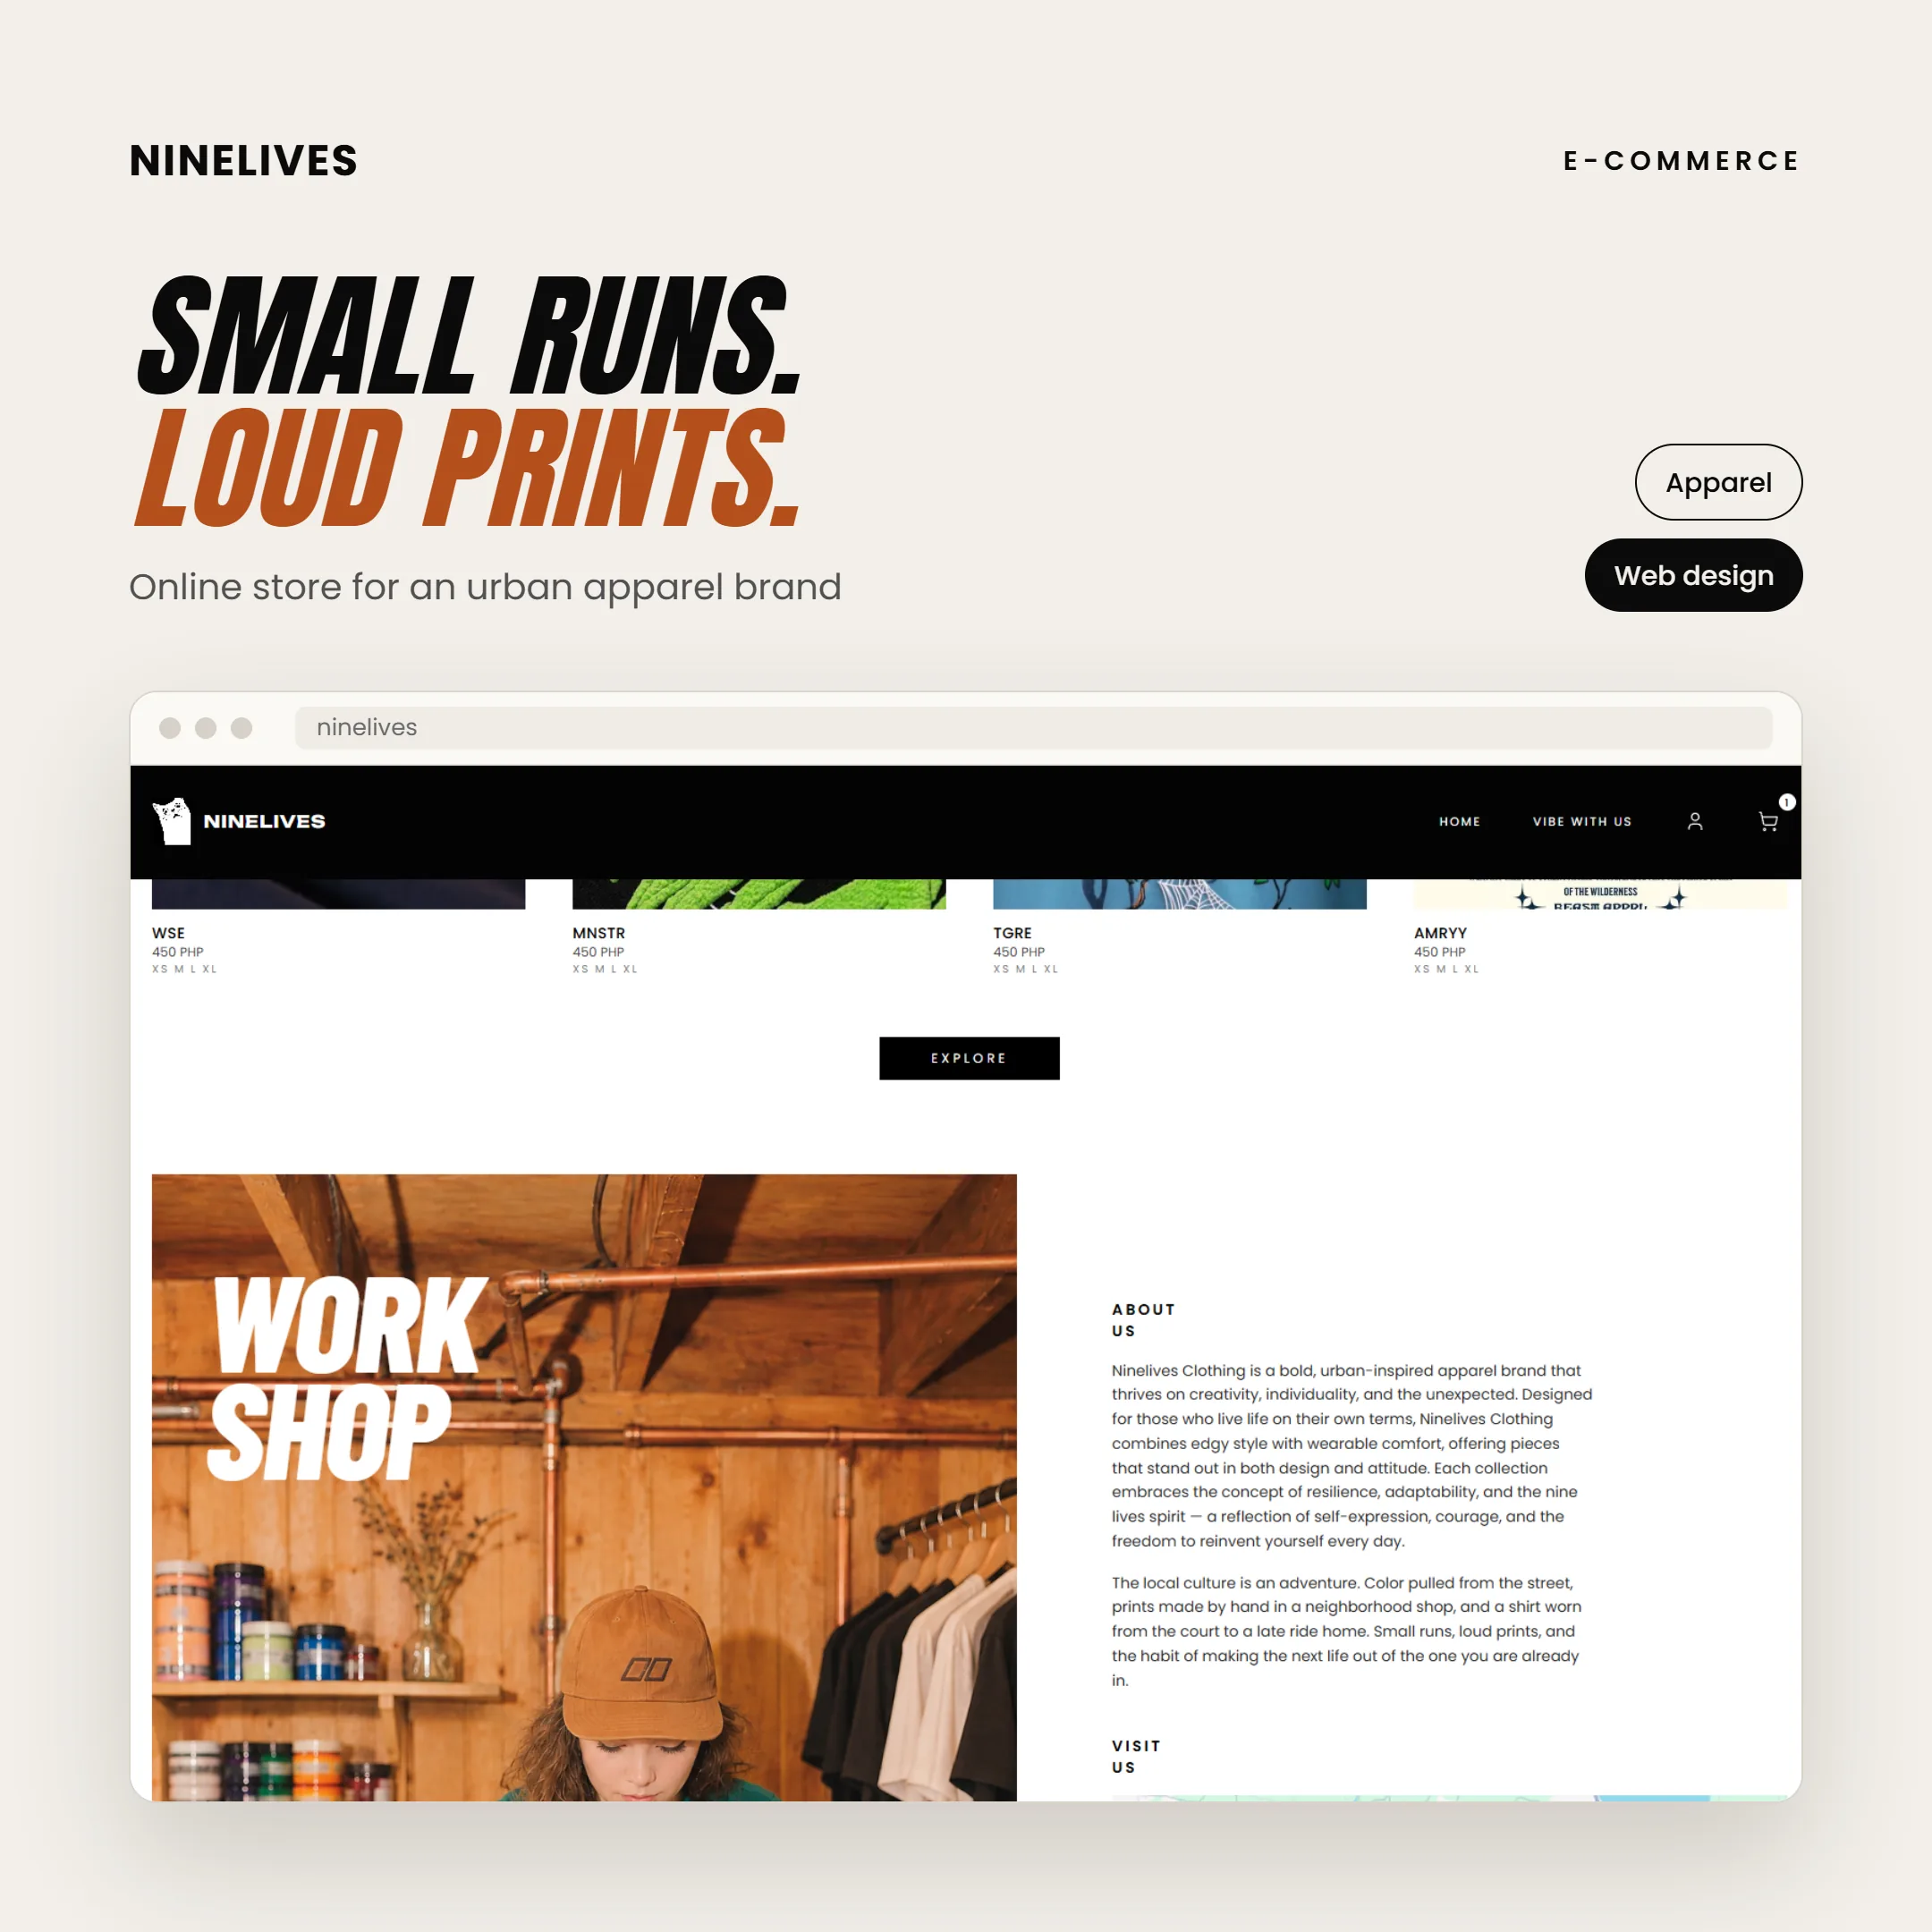 NINELIVES
E-COMMERCE
SMALL RUNS.
LOUD PRINTS.
Online store for an urban apparel brand
Apparel
Web design
ninelives
NINELIVES
HOME
VIBE WITH US
1
OF THE WILDERNESS
WSE
450 PHP
XS M L XL
MNSTR
450 PHP
XS M L XL
TGRE
450 PHP
XS M L XL
AMRYY
450 PHP
XS M L XL
EXPLORE
WORK
SHOP
ABOUT
US
Ninelives Clothing is a bold, urban-inspired apparel brand that
thrives on creativity, individuality, and the unexpected. Designed
for those who live life on their own terms, Ninelives Clothing
combines edgy style with wearable comfort, offering pieces
that stand out in both design and attitude. Each collection
embraces the concept of resilience, adaptability, and the nine
lives spirit — a reflection of self-expression, courage, and the
freedom to reinvent yourself every day.
The local culture is an adventure. Color pulled from the street,
prints made by hand in a neighborhood shop, and a shirt worn
from the court to a late ride home. Small runs, loud prints, and
the habit of making the next life out of the one you are already
in.
VISIT
US